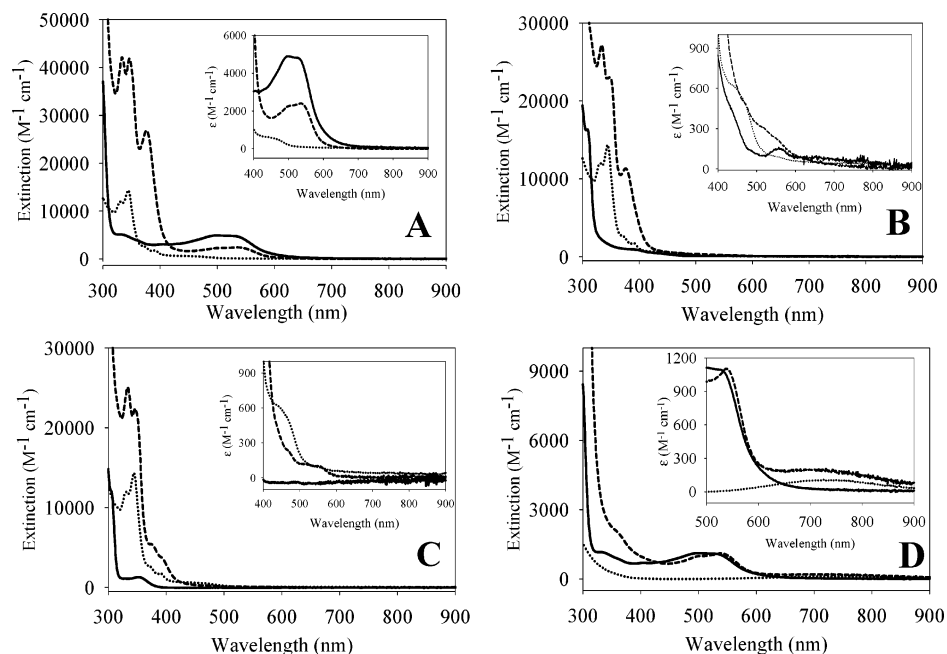 Extinction (M⁻¹ cm⁻¹)
50000
40000
30000
20000
10000
0
300 400 500 600 700 800 900
Wavelength (nm)
ε (M⁻¹ cm⁻¹)
6000
4000
2000
0
400 500 600 700 800 900
Wavelength (nm)
A
Extinction (M⁻¹ cm⁻¹)
30000
20000
10000
0
300 400 500 600 700 800 900
Wavelength (nm)
ε (M⁻¹ cm⁻¹)
900
600
300
0
400 500 600 700 800 900
Wavelength (nm)
B
Extinction (M⁻¹ cm⁻¹)
30000
20000
10000
0
300 400 500 600 700 800 900
Wavelength (nm)
ε (M⁻¹ cm⁻¹)
900
600
300
0
400 500 600 700 800 900
Wavelength (nm)
C
Extinction (M⁻¹ cm⁻¹)
9000
6000
3000
0
300 400 500 600 700 800 900
Wavelength (nm)
ε (M⁻¹ cm⁻¹)
1200
900
600
300
0
500 600 700 800 900
Wavelength (nm)
D